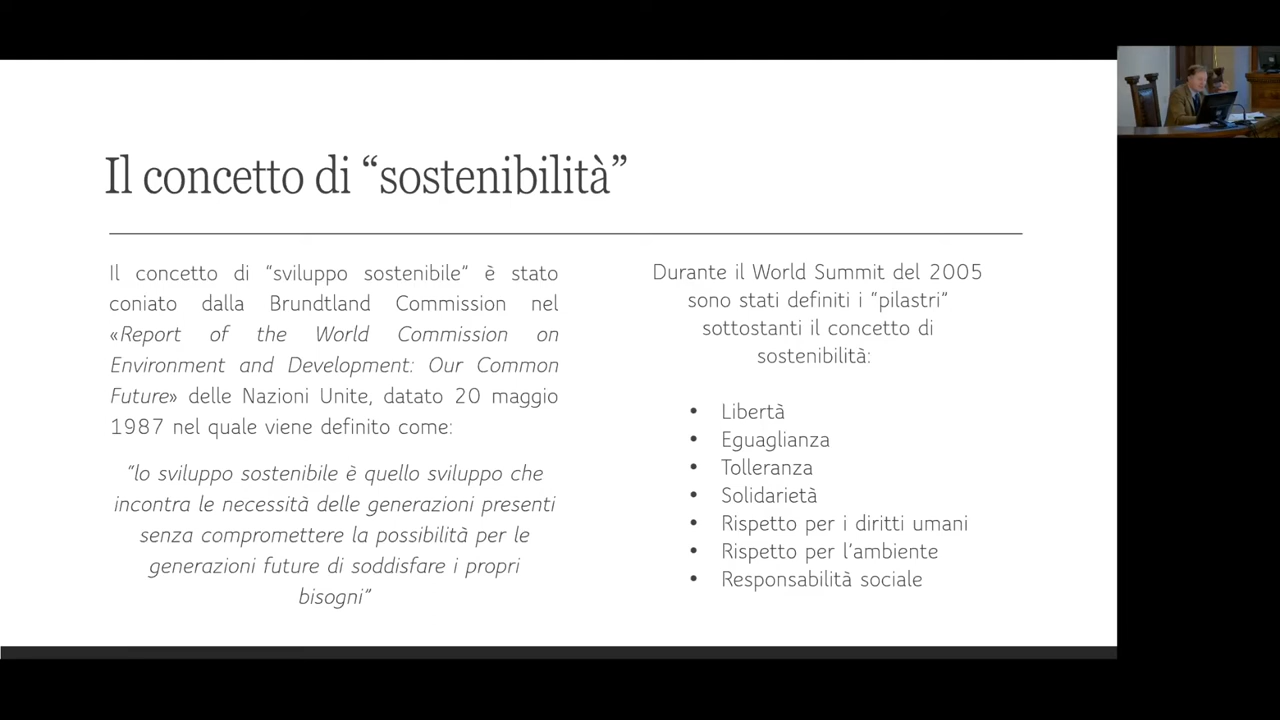 Il concetto di “sostenibilità”
Il concetto di “sviluppo sostenibile” è stato
coniato dalla Brundtland Commission nel
«Report of the World Commission on
Environment and Development: Our Common
Future» delle Nazioni Unite, datato 20 maggio
1987 nel quale viene definito come:
“lo sviluppo sostenibile è quello sviluppo che
incontra le necessità delle generazioni presenti
senza compromettere la possibilità per le
generazioni future di soddisfare i propri
bisogni”
Durante il World Summit del 2005
sono stati definiti i “pilastri”
sottostanti il concetto di
sostenibilità:
• Libertà
• Eguaglianza
• Tolleranza
• Solidarietà
• Rispetto per i diritti umani
• Rispetto per l’ambiente
• Responsabilità sociale